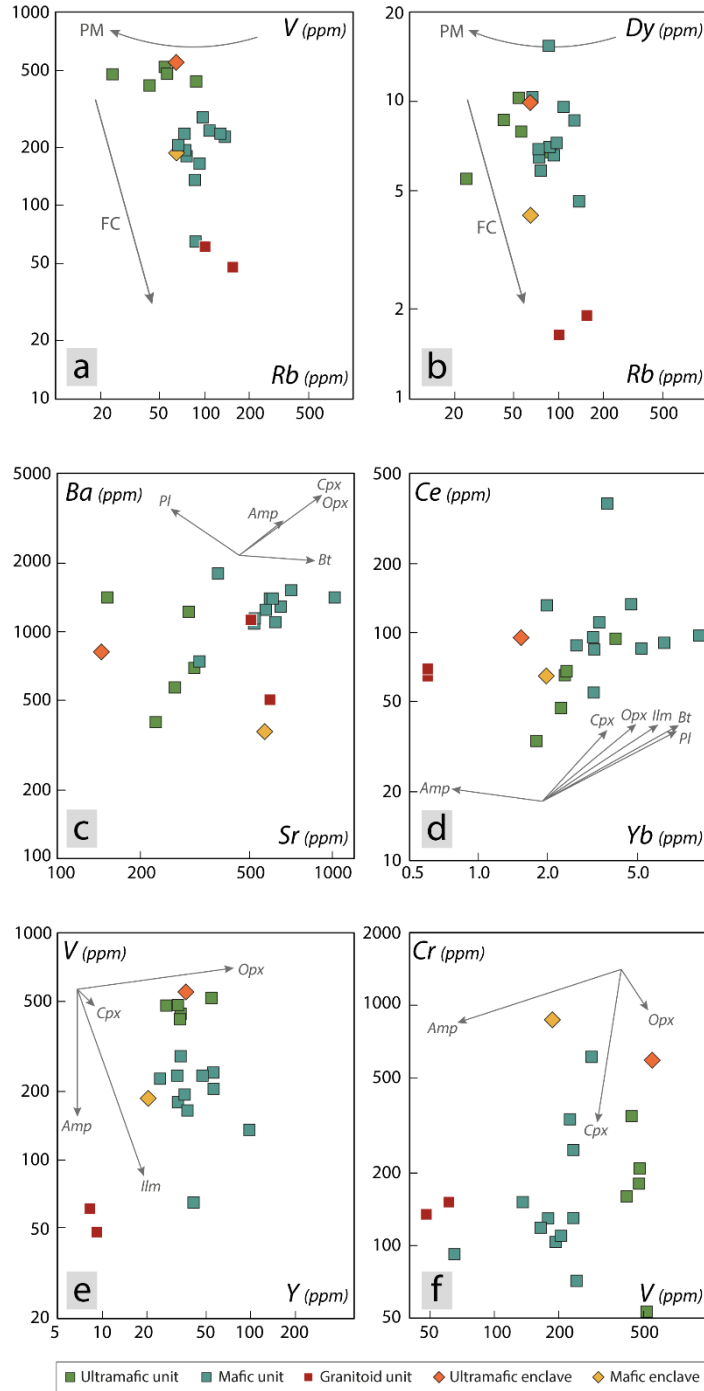 V (ppm)
PM
FC
1000
500
200
100
50
20
10
a
Rb (ppm)
20
50
100
200
500
Dy (ppm)
PM
FC
20
10
5
2
1
b
Rb (ppm)
20
50
100
200
500
Ba (ppm)
Pl
Amp
Cpx
Opx
Bt
5000
2000
1000
500
200
100
c
Sr (ppm)
100
200
500
1000
Ce (ppm)
500
200
100
50
20
10
Cpx
Opx
Ilm
Bt
Pl
Amp
d
Yb (ppm)
0.5
1.0
2.0
5.0
V (ppm)
Opx
Cpx
Amp
Ilm
1000
500
200
100
50
20
e
Y (ppm)
5
10
20
50
100
200
Cr (ppm)
Amp
Opx
Cpx
2000
1000
500
200
100
50
f
V (ppm)
50
100
200
500
Ultramafic unit
Mafic unit
Granitoid unit
Ultramafic enclave
Mafic enclave